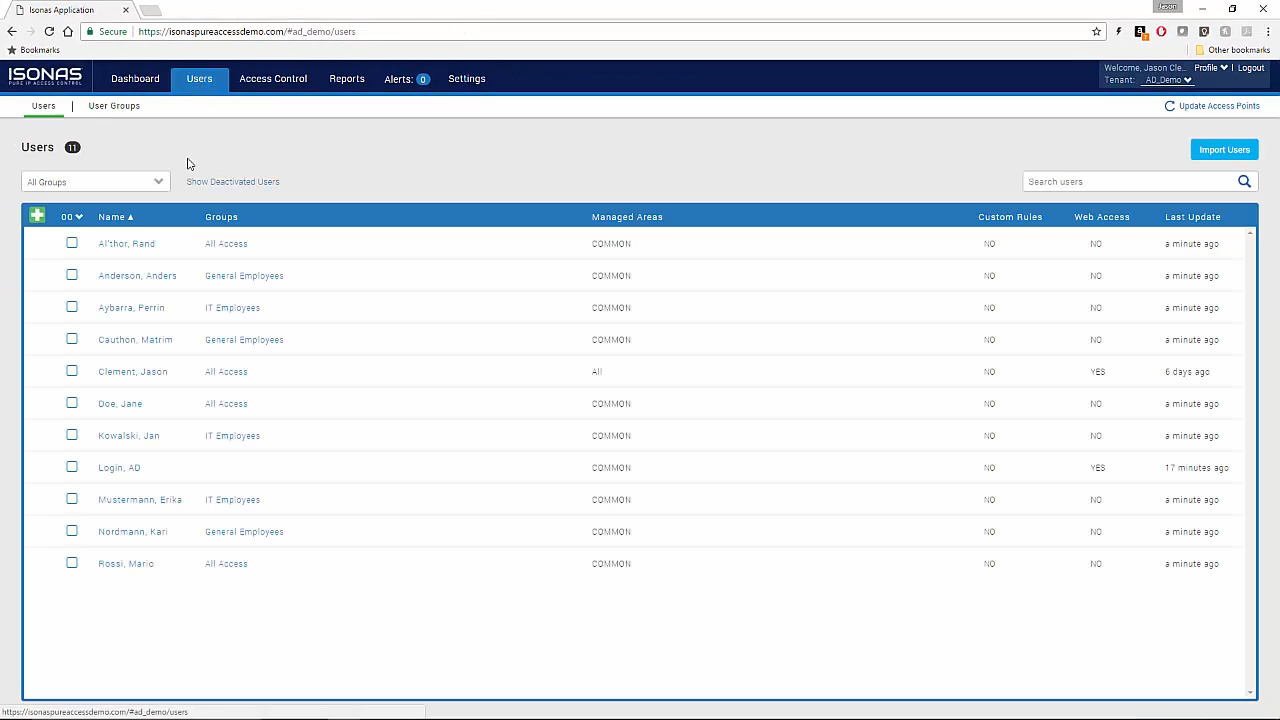 Isonas Application
Jason
Secure | https://isonaspureaccessdemo.com/#ad_demo/users
Bookmarks
Other bookmarks
ISONAS
PURE IP ACCESS CONTROL
Dashboard Users Access Control Reports Alerts: 0 Settings
Welcome, Jason Cle... Profile Logout
Tenant: AD_Demo
Users | User Groups
Update Access Points
Users 11
Import Users
All Groups
Show Deactivated Users
Search users
00 Name Groups Managed Areas Custom Rules Web Access Last Update
Al'thor, Rand All Access COMMON NO NO a minute ago
Anderson, Anders General Employees COMMON NO NO a minute ago
Aybarra, Perrin IT Employees COMMON NO NO a minute ago
Cauthon, Matrim General Employees COMMON NO NO a minute ago
Clement, Jason All Access All NO YES 6 days ago
Doe, Jane All Access COMMON NO NO a minute ago
Kowalski, Jan IT Employees COMMON NO NO a minute ago
Login, AD COMMON NO YES 17 minutes ago
Mustermann, Erika IT Employees COMMON NO NO a minute ago
Nordmann, Kari General Employees COMMON NO NO a minute ago
Rossi, Mario All Access COMMON NO NO a minute ago
https://isonaspureaccessdemo.com/#ad_demo/users